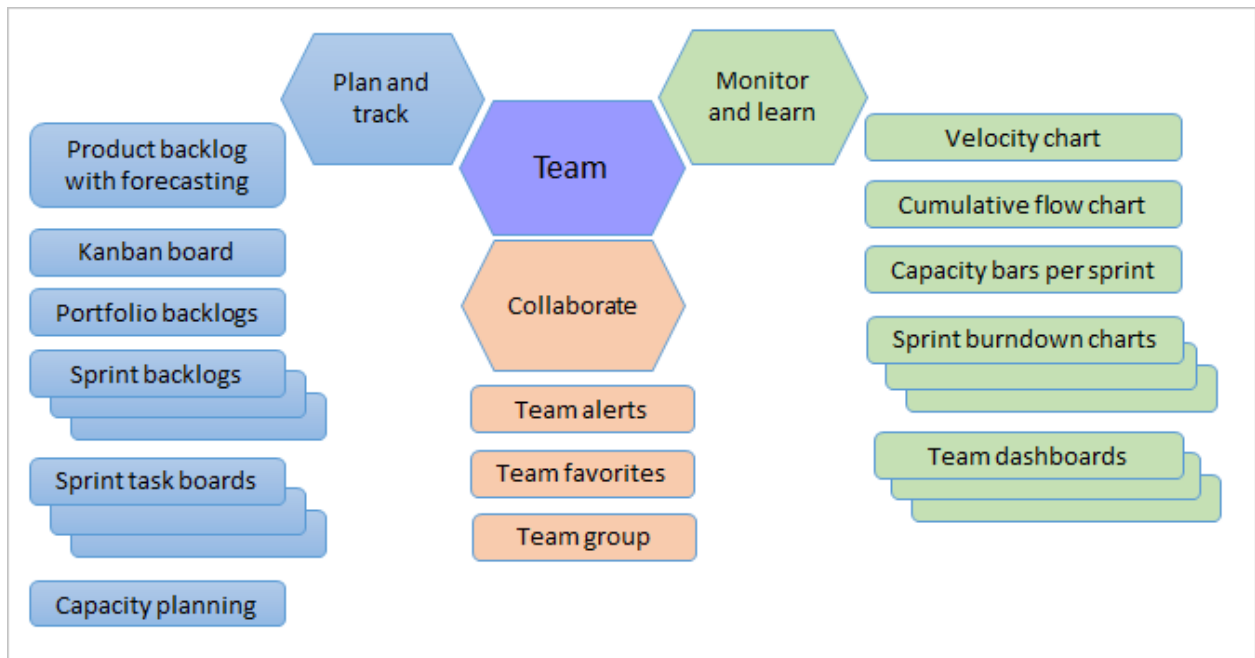 Plan and
track
Monitor
and learn
Team
Collaborate
Product backlog
with forecasting
Kanban board
Portfolio backlogs
Sprint backlogs
Sprint task boards
Capacity planning
Team alerts
Team favorites
Team group
Velocity chart
Cumulative flow chart
Capacity bars per sprint
Sprint burndown charts
Team dashboards